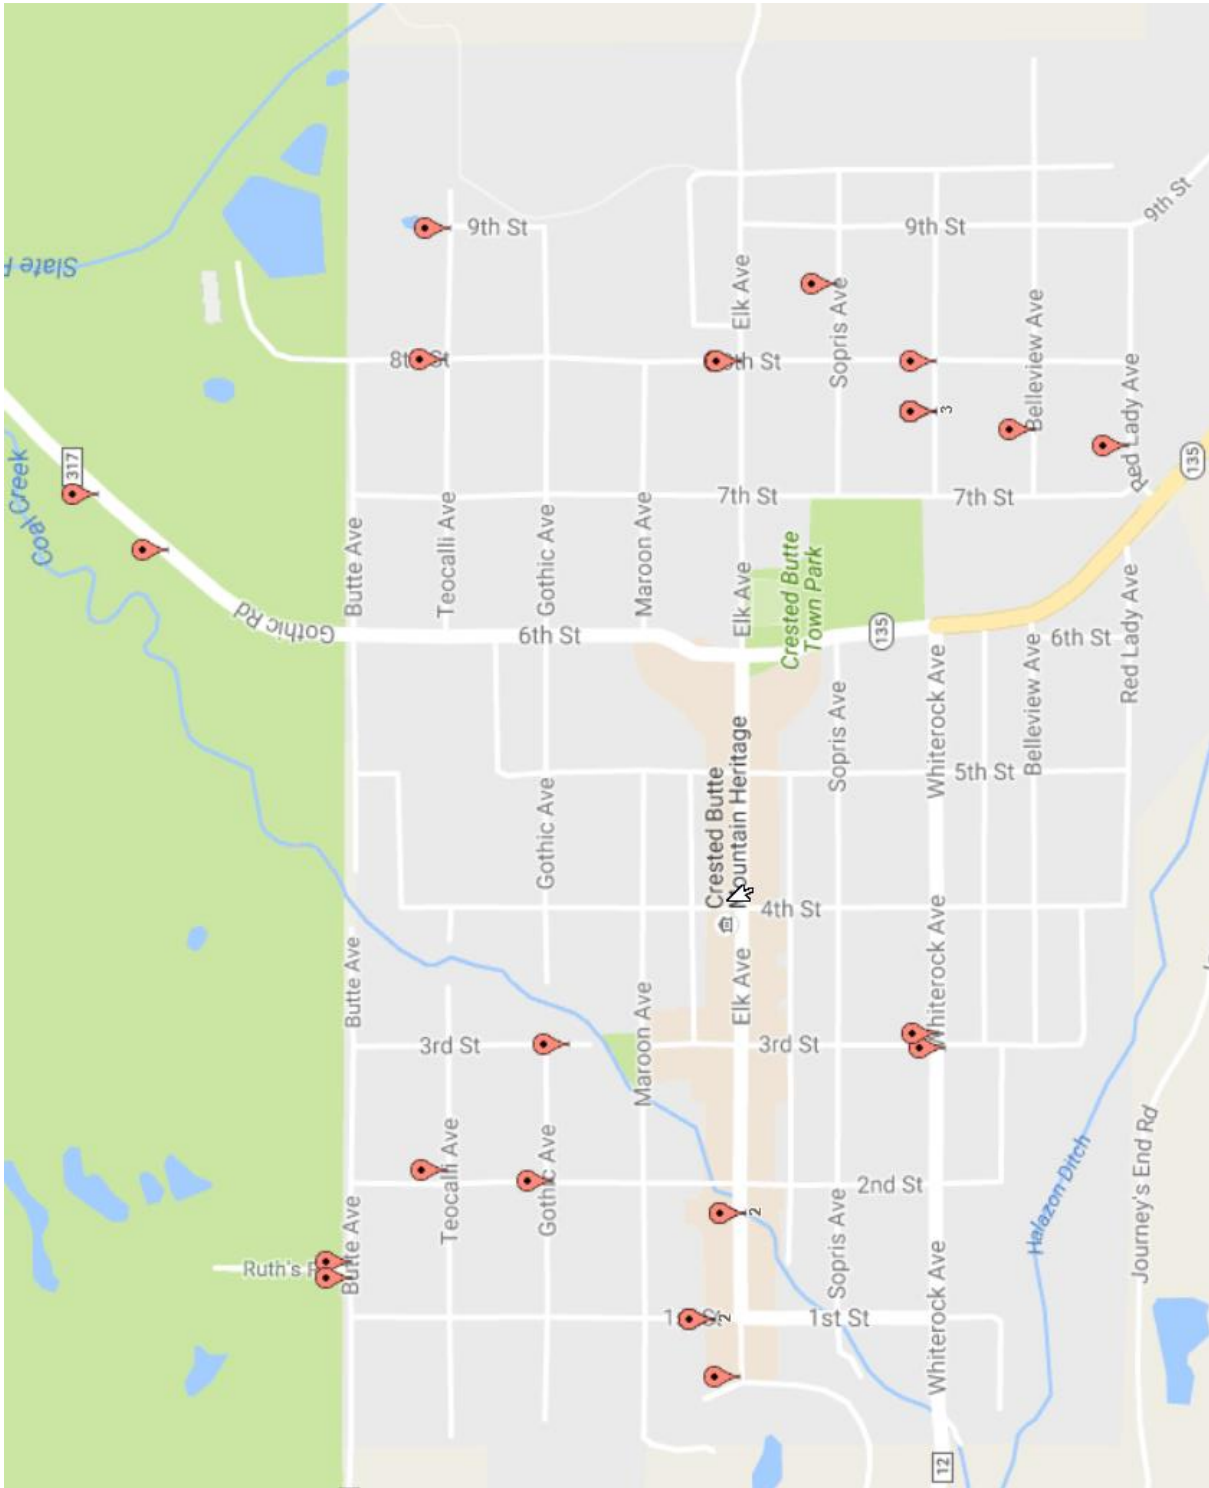 Slate
9th St
9th St
9th St
Elk Ave
Sopris Ave
Belleview Ave
8th St
8th St
3
Red Lady Ave
317
135
Coal Creek
7th St
7th St
Butte Ave
Teocalli Ave
Gothic Ave
Maroon Ave
Elk Ave
Crested Butte
Town Park
Red Lady Ave
Gothic Rd
6th St
135
6th St
Sopris Ave
Whiterock Ave
Belleview Ave
5th St
Crested Butte
Mountain Heritage
Gothic Ave
4th St
Butte Ave
Elk Ave
Whiterock Ave
3rd St
Maroon Ave
3rd St
Teocalli Ave
Gothic Ave
2nd St
2
Sopris Ave
Halazon Ditch
Journey's End Rd
Ruth's
Butte Ave
1st St
2
1st St
Whiterock Ave
12